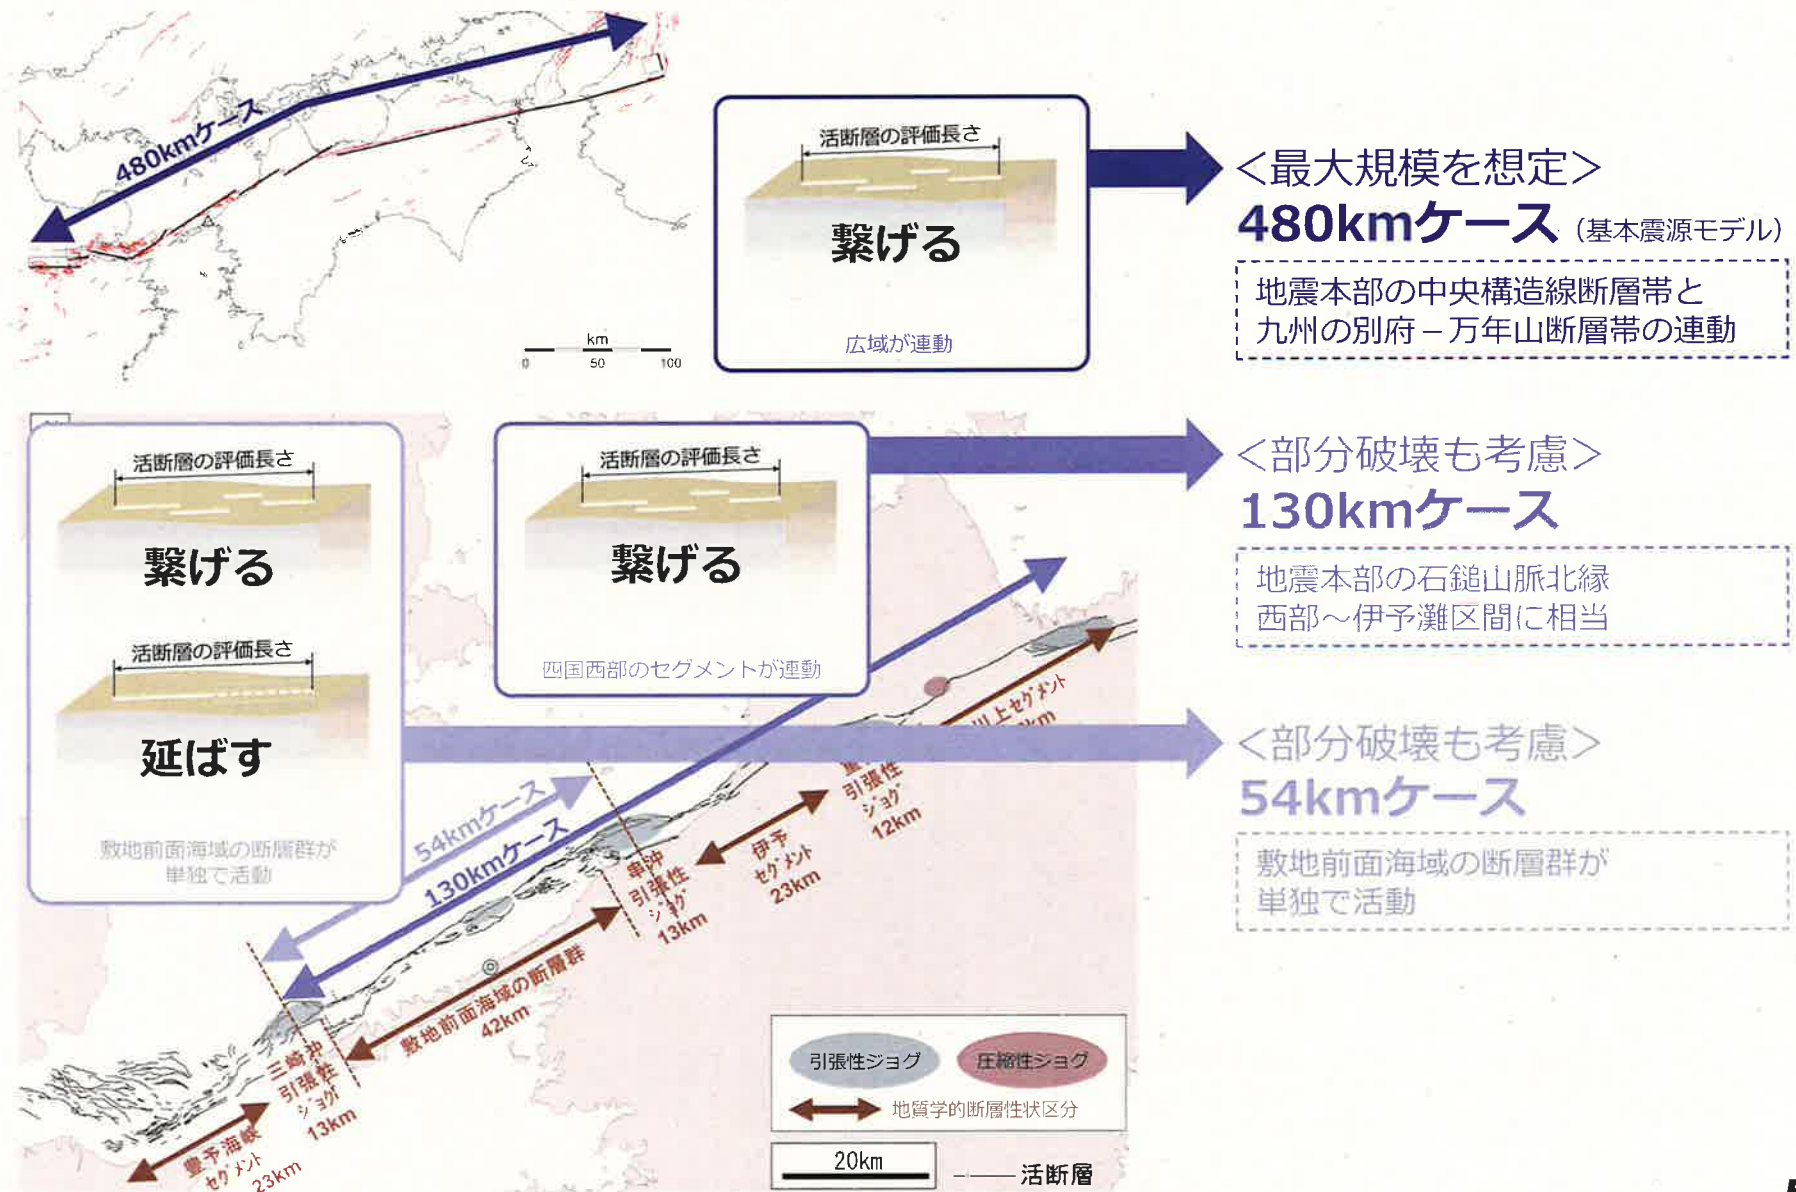 480kmケース
km
0 50 100
活断層の評価長さ
繋げる
広域が連動
＜最大規模を想定＞
480kmケース（基本震源モデル）
地震本部の中央構造線断層帯と
九州の別府－万年山断層帯の連動
活断層の評価長さ
繋げる
活断層の評価長さ
延ばす
敷地前面海域の断層群が
単独で活動
活断層の評価長さ
繋げる
四国西部のセグメントが連動
＜部分破壊も考慮＞
130kmケース
地震本部の石鎚山脈北縁
西部～伊予灘区間に相当
＜部分破壊も考慮＞
54kmケース
敷地前面海域の断層群が
単独で活動
54kmケース
130kmケース
川上セグメント
km
引張性
ジョグ
12km
伊予
セグメント
23km
串沖
引張性
ジョグ
13km
敷地前面海域の断層群
42km
三崎沖
引張性
ジョグ
13km
豊予海峡
セグメント
23km
引張性ジョグ
圧縮性ジョグ
地質学的断層性状区分
20km
活断層